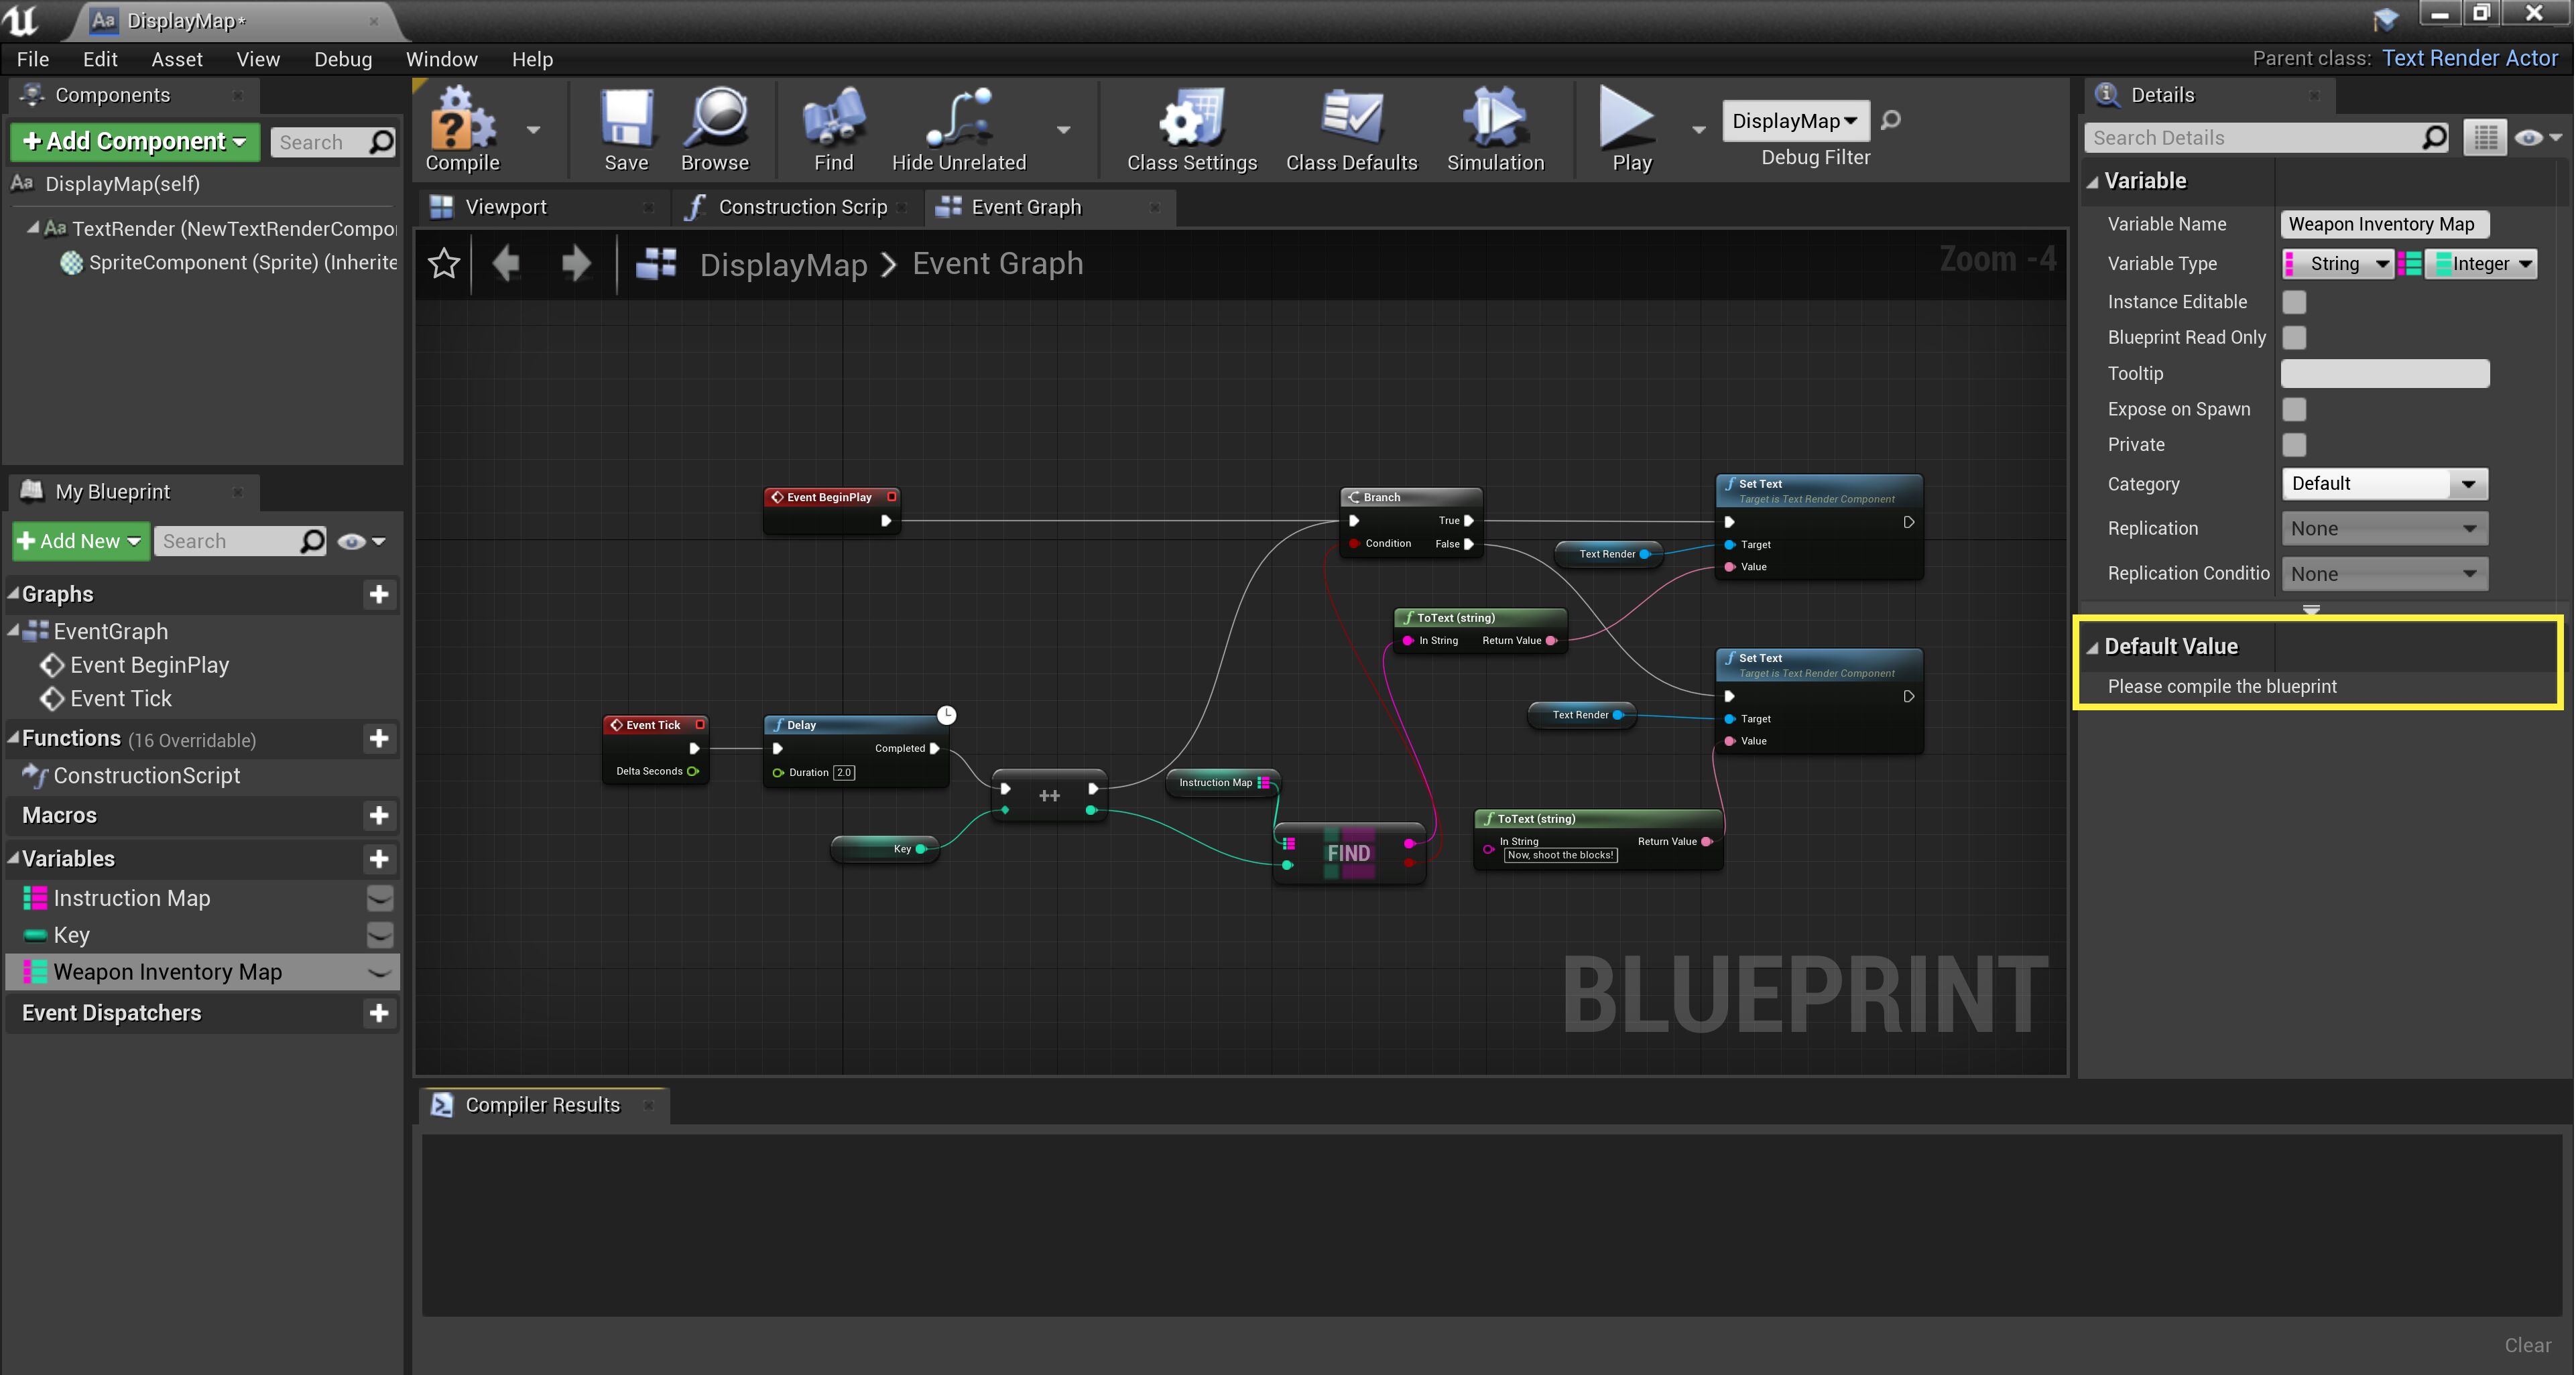 DisplayMap*
File Edit Asset View Debug Window Help
Parent class: Text Render Actor
Components
+Add Component
Search
DisplayMap(self)
TextRender (NewTextRenderCompo
SpriteComponent (Sprite) (Inherite
Compile
Save
Browse
Find
Hide Unrelated
Class Settings
Class Defaults
Simulation
Play
DisplayMap
Debug Filter
Viewport
Construction Scrip
Event Graph
DisplayMap > Event Graph
Zoom -4
Event BeginPlay
Branch
True
Condition
False
Set Text
Target is Text Render Component
Target
Value
Text Render
ToText (string)
In String
Return Value
Set Text
Target is Text Render Component
Target
Value
Text Render
Event Tick
Delta Seconds
Delay
Completed
Duration 2.0
++
Key
Instruction Map
FIND
ToText (string)
In String
Now, shoot the blocks!
Return Value
BLUEPRINT
My Blueprint
+ Add New
Search
Graphs
EventGraph
Event BeginPlay
Event Tick
Functions (16 Overridable)
ConstructionScript
Macros
Variables
Instruction Map
Key
Weapon Inventory Map
Event Dispatchers
Details
Search Details
Variable
Variable Name Weapon Inventory Map
Variable Type String Integer
Instance Editable
Blueprint Read Only
Tooltip
Expose on Spawn
Private
Category Default
Replication None
Replication Conditio None
Default Value
Please compile the blueprint
Compiler Results
Clear